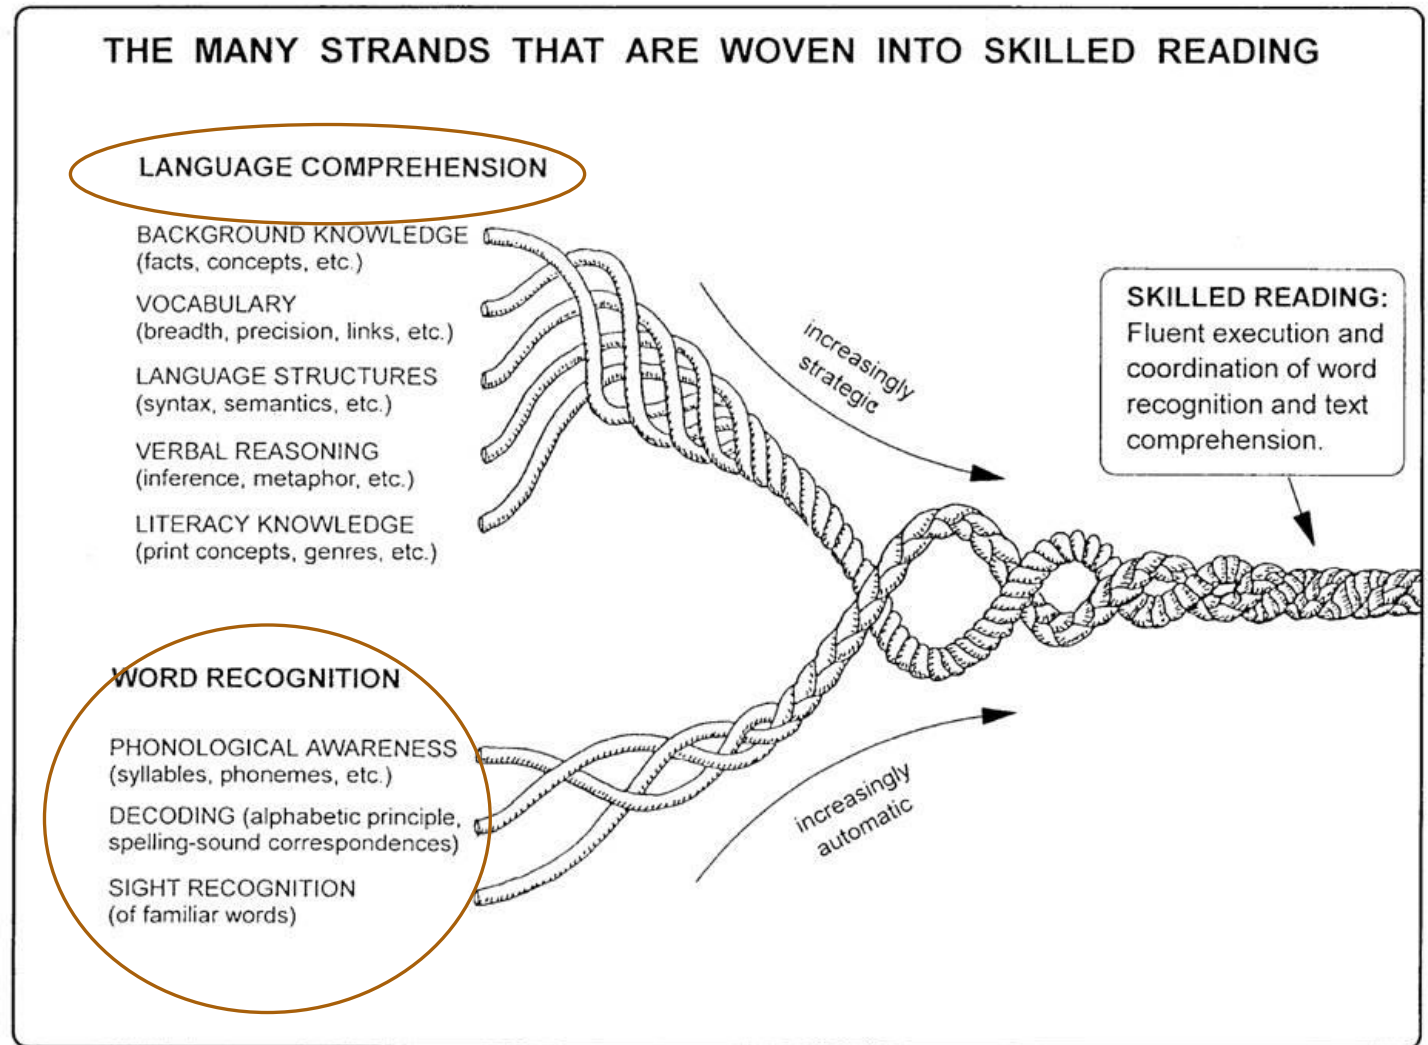 THE MANY STRANDS THAT ARE WOVEN INTO SKILLED READING
LANGUAGE COMPREHENSION
BACKGROUND KNOWLEDGE
(facts, concepts, etc.)
VOCABULARY
(breadth, precision, links, etc.)
LANGUAGE STRUCTURES
(syntax, semantics, etc.)
VERBAL REASONING
(inference, metaphor, etc.)
LITERACY KNOWLEDGE
(print concepts, genres, etc.)
increasingly
strategic
SKILLED READING:
Fluent execution and
coordination of word
recognition and text
comprehension.
WORD RECOGNITION
PHONOLOGICAL AWARENESS
(syllables, phonemes, etc.)
DECODING (alphabetic principle,
spelling-sound correspondences)
SIGHT RECOGNITION
(of familiar words)
increasingly
automatic